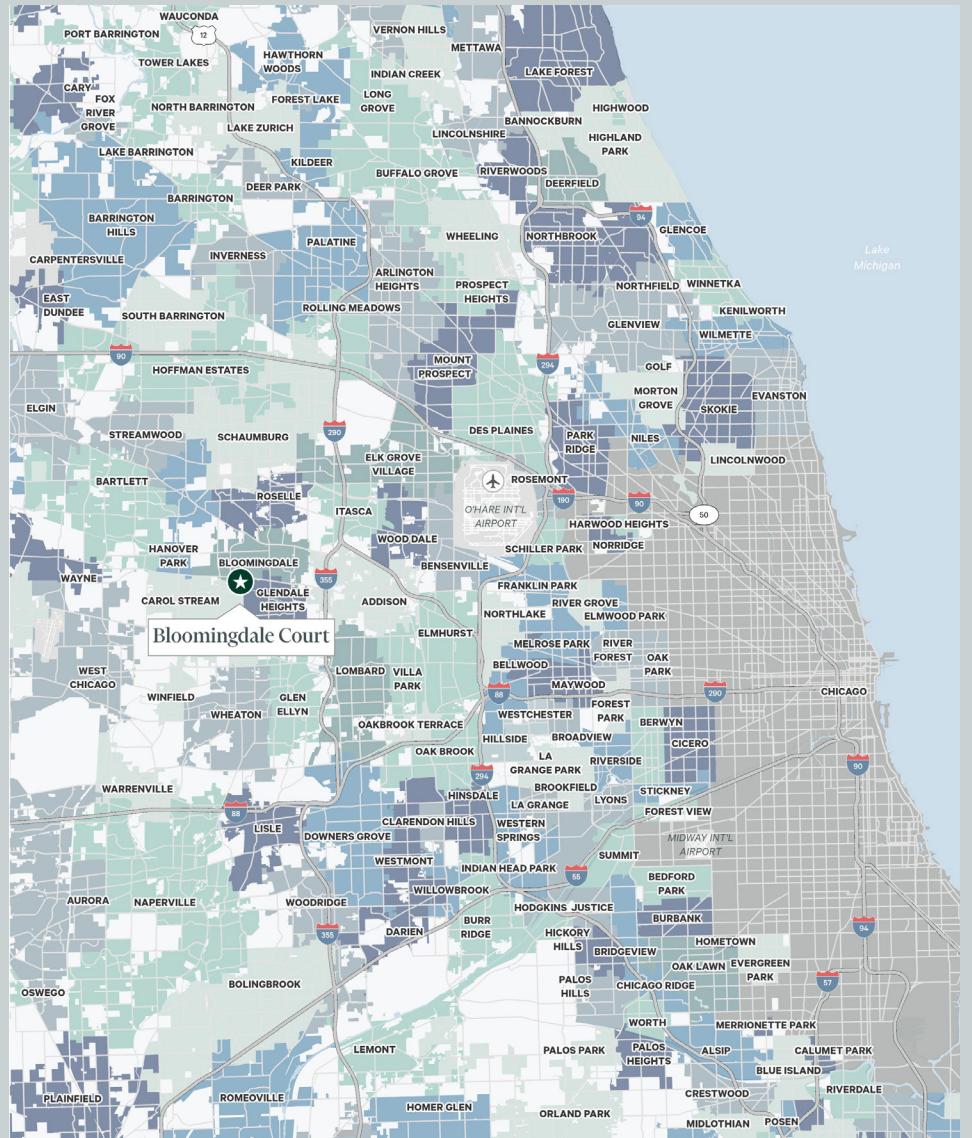 WAUCONDA
PORT BARRINGTON
12
VERNON HILLS
METTAWA
HAWTHORN
WOODS
TOWER LAKES
INDIAN CREEK
LAKE FOREST
CARY
FOX
RIVER
GROVE
NORTH BARRINGTON
FOREST LAKE
LONG
GROVE
HIGHWOOD
BANNOCKBURN
LAKE ZURICH
LINCOLNSHIRE
HIGHLAND
PARK
LAKE BARRINGTON
KILDEER
BUFFALO GROVE
RIVERWOODS
DEERFIELD
DEER PARK
BARRINGTON
94
BARRINGTON
HILLS
PALATINE
WHEELING
NORTHBROOK
GLENCOE
Lake
Michigan
CARPENTERSVILLE
INVERNESS
ARLINGTON
HEIGHTS
PROSPECT
HEIGHTS
NORTHFIELD
WINNETKA
EAST
DUNDEE
SOUTH BARRINGTON
ROLLING MEADOWS
KENILWORTH
GLENVIEW
WILMETTE
90
HOFFMAN ESTATES
MOUNT
PROSPECT
294
GOLF
MORTON
GROVE
SKOKIE
EVANSTON
ELGIN
STREAMWOOD
SCHAUMBURG
290
DES PLAINES
PARK
RIDGE
NILES
LINCOLNWOOD
ELK GROVE
VILLAGE
BARTLETT
ROSELLE
ROSEMONT
190
90
50
ITASCA
O'HARE INT'L
AIRPORT
HARWOOD HEIGHTS
WOOD DALE
SCHILLER PARK
NORRIDGE
HANOVER
PARK
BLOOMINGDALE
BENSENVILLE
WAYNE
355
FRANKLIN PARK
CAROL STREAM
GLENDALE
HEIGHTS
ADDISON
NORTHLAKE
RIVER GROVE
ELMWOOD PARK
Bloomingdale Court
ELMHURST
MELROSE PARK
RIVER
FOREST
OAK
PARK
WEST
CHICAGO
LOMBARD
VILLA
PARK
BELLWOOD
MAYWOOD
88
290
CHICAGO
WINFIELD
WHEATON
GLEN
ELLYN
WESTCHESTER
FOREST
PARK
BERWYN
OAKBROOK TERRACE
HILLSIDE
BROADVIEW
CICERO
OAK BROOK
LA
GRANGE PARK
RIVERSIDE
90
294
WARRENVILLE
HINSDALE
BROOKFIELD
STICKNEY
LA GRANGE
LYONS
FOREST VIEW
88
LISLE
DOWNERS GROVE
CLARENDON HILLS
WESTERN
SPRINGS
MIDWAY INT'L
AIRPORT
WESTMONT
INDIAN HEAD PARK
55
SUMMIT
BEDFORD
PARK
AURORA
NAPERVILLE
WOODRIDGE
WILLOWBROOK
HODGKINS
JUSTICE
BURBANK
355
DARIEN
BURR
RIDGE
HICKORY
HILLS
94
BRIDGEVIEW
HOMETOWN
OAK LAWN
EVERGREEN
PARK
57
OSWEGO
BOLINGBROOK
PALOS
HILLS
CHICAGO RIDGE
WORTH
MERRIONETTE PARK
LEMONT
PALOS PARK
PALOS
HEIGHTS
ALSIP
CALUMET PARK
BLUE ISLAND
PLAINFIELD
ROMEOVILLE
HOMER GLEN
ORLAND PARK
CRESTWOOD
RIVERDALE
MIDLOTHIAN
POSEN